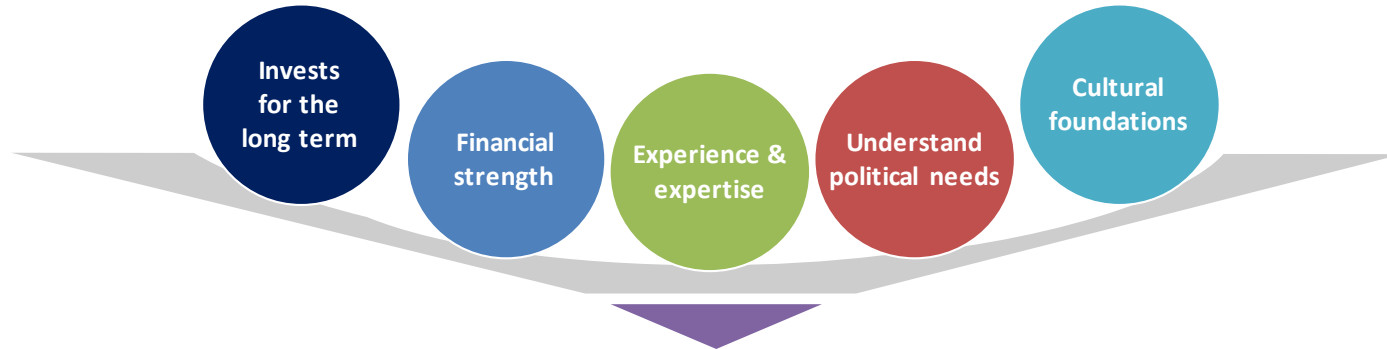 Invests
for the
long term
Financial
strength
Experience &
expertise
Understand
political needs
Cultural
foundations